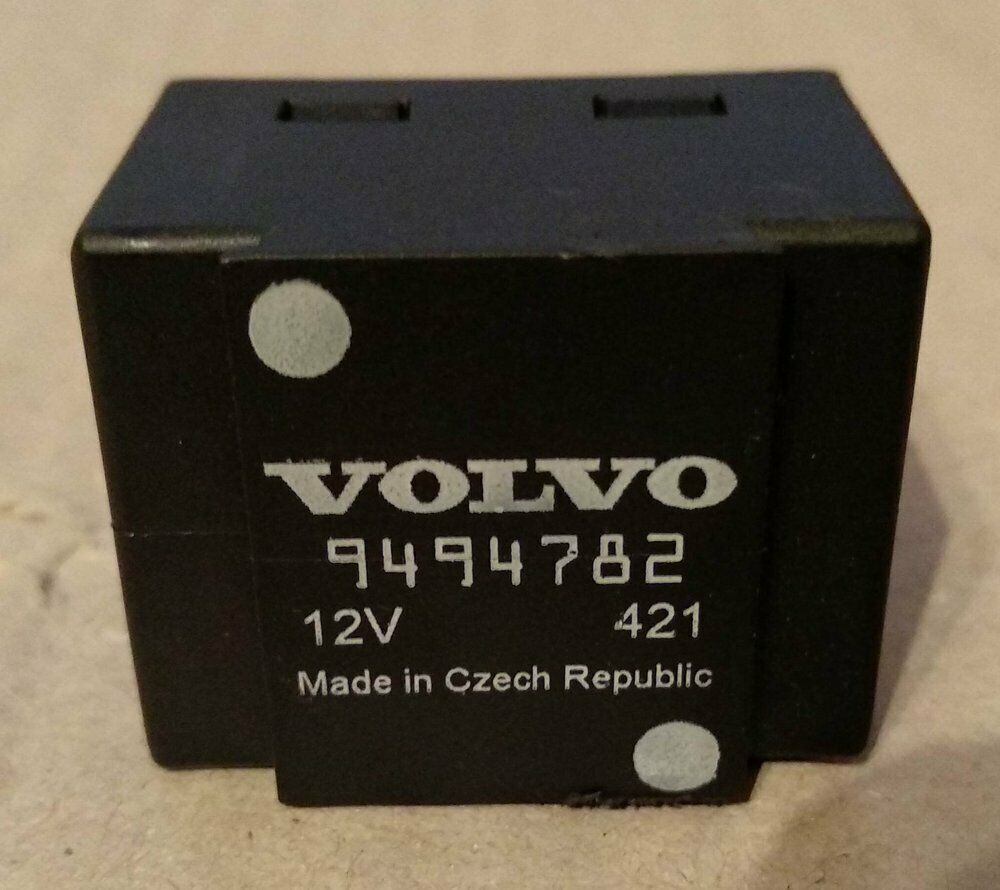 VOLVO
9494782
12V 421
Made in Czech Republic